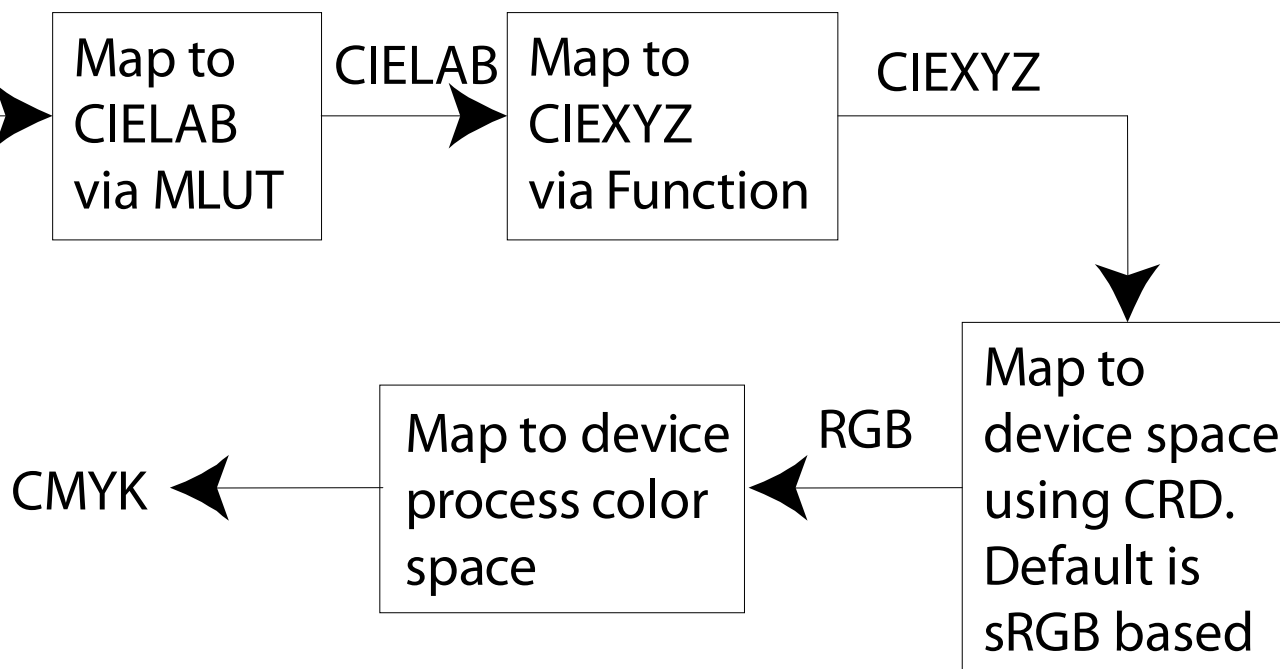 Map to
CIELAB
via MLUT
CIELAB
Map to
CIEXYZ
via Function
CIEXYZ
Map to
device space
using CRD.
Default is
sRGB based
RGB
Map to device
process color
space
CMYK